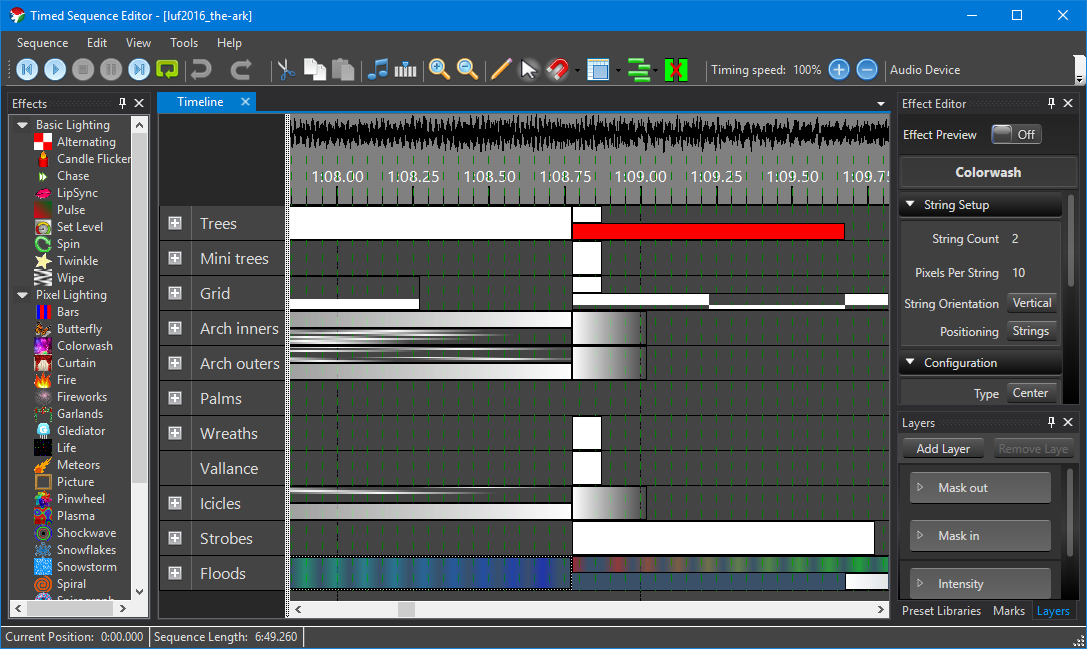 Timed Sequence Editor - [luf2016_the-ark]
Sequence Edit View Tools Help
Timing speed: 100% Audio Device
Effects
Basic Lighting
Alternating
Candle Flicker
Chase
LipSync
Pulse
Set Level
Spin
Twinkle
Wipe
Pixel Lighting
Bars
Butterfly
Colorwash
Curtain
Fire
Fireworks
Garlands
Glediator
Life
Meteors
Picture
Pinwheel
Plasma
Shockwave
Snowflakes
Snowstorm
Spiral
Timeline
1:08.00 1:08.25 1:08.50 1:08.75 1:09.00 1:09.25 1:09.50 1:09.75
Trees
Mini trees
Grid
Arch inners
Arch outers
Palms
Wreaths
Vallance
Icicles
Strobes
Floods
Effect Editor
Effect Preview Off
Colorwash
String Setup
String Count 2
Pixels Per String 10
String Orientation Vertical
Positioning Strings
Configuration
Type Center
Layers
Add Layer Remove Laye
Mask out
Mask in
Intensity
Preset Libraries Marks Layers
Current Position: 0:00.000 Sequence Length: 6:49.260